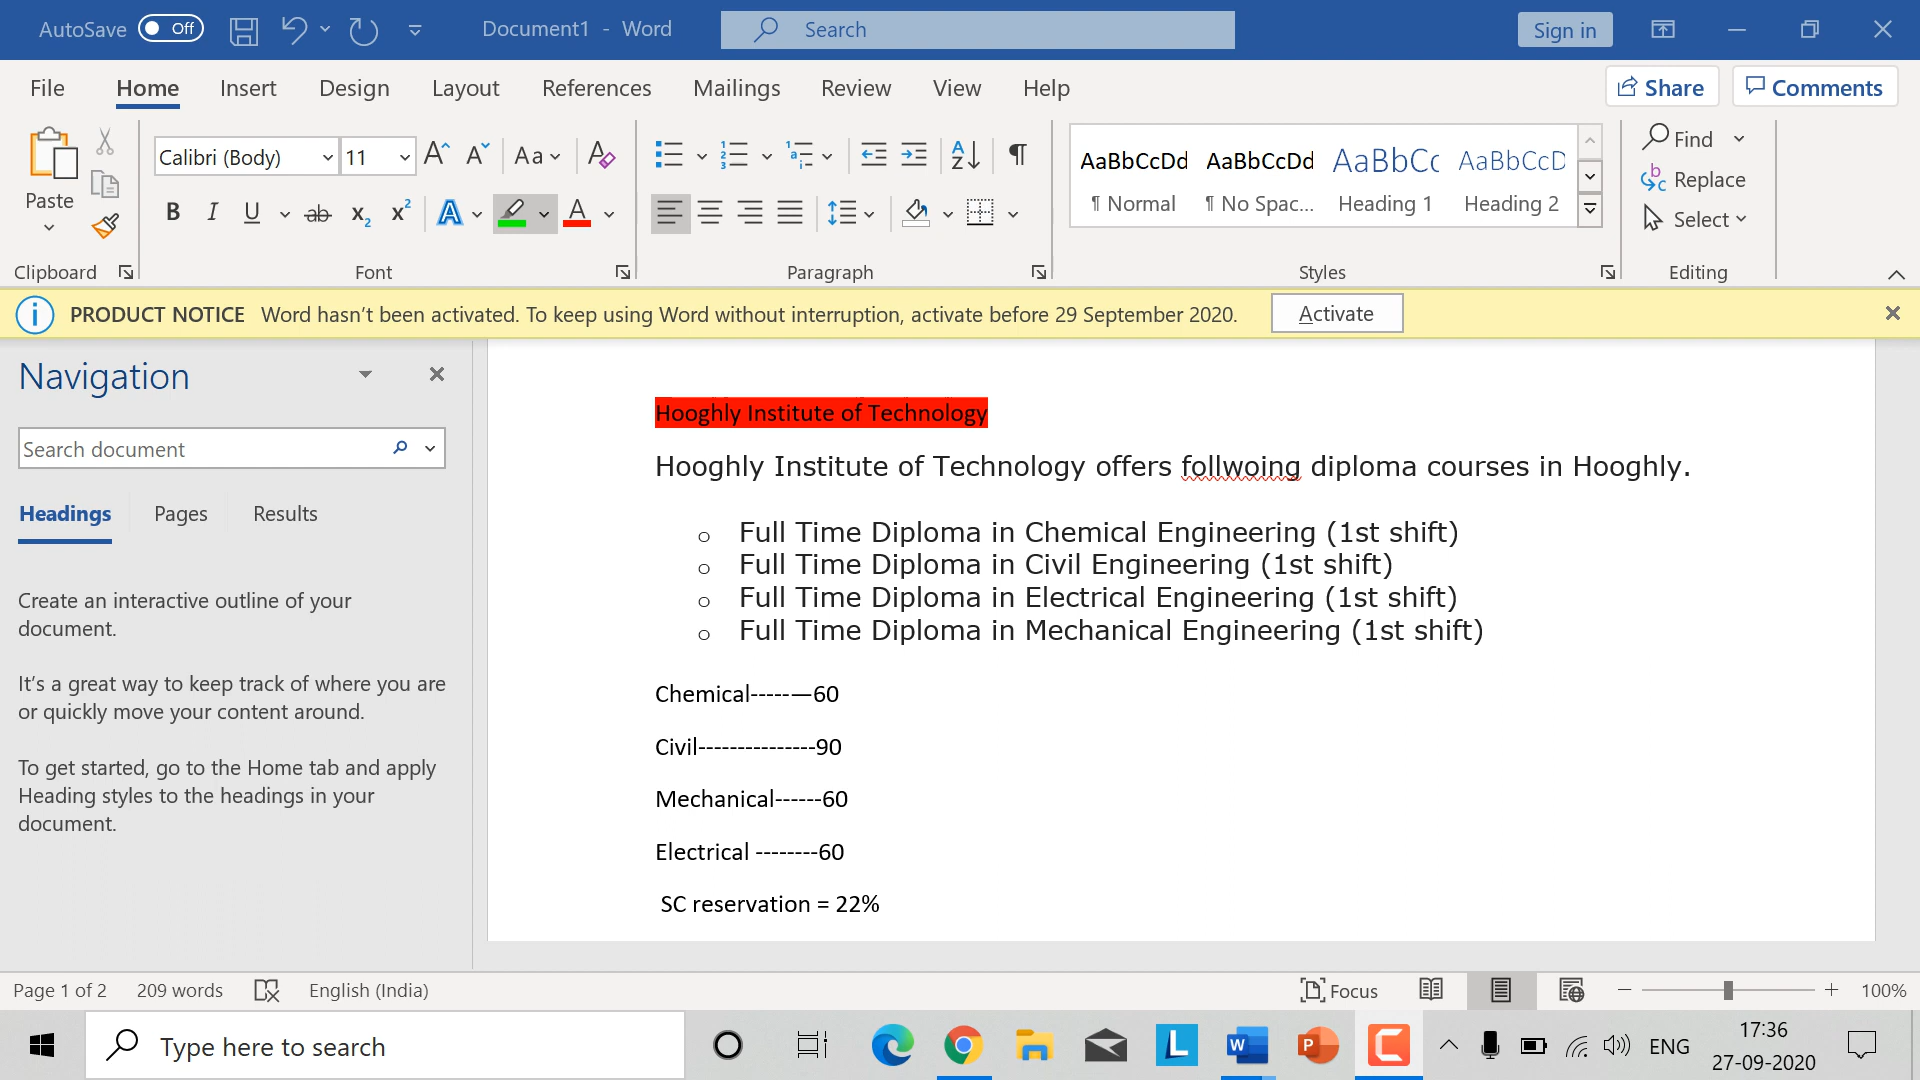 AutoSave Off Document1 - Word Search Sign in
File Home Insert Design Layout References Mailings Review View Help Share Comments
Calibri (Body) 11 Aa AaBbCcDd AaBbCcDd AaBbCc AaBbCcD Find
Paste ¶ Normal ¶ No Spac... Heading 1 Heading 2 Replace
B I U ab x₂ x² A A Select
Clipboard Font Paragraph Styles Editing
PRODUCT NOTICE Word hasn't been activated. To keep using Word without interruption, activate before 29 September 2020. Activate
Navigation
Search document
Headings Pages Results
Create an interactive outline of your
document.
It's a great way to keep track of where you are
or quickly move your content around.
To get started, go to the Home tab and apply
Heading styles to the headings in your
document.
Hooghly Institute of Technology
Hooghly Institute of Technology offers follwoing diploma courses in Hooghly.
o Full Time Diploma in Chemical Engineering (1st shift)
o Full Time Diploma in Civil Engineering (1st shift)
o Full Time Diploma in Electrical Engineering (1st shift)
o Full Time Diploma in Mechanical Engineering (1st shift)
Chemical-----—60
Civil---------------90
Mechanical------60
Electrical --------60
SC reservation = 22%
Page 1 of 2 209 words English (India) Focus 100%
Type here to search ENG 17:36
27-09-2020